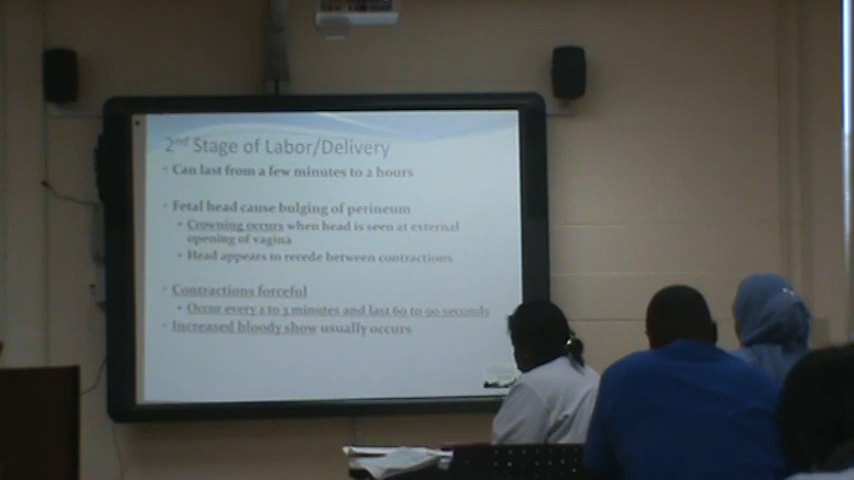 2nd Stage of Labor/Delivery
Can last from a few minutes to 2 hours
Fetal head cause bulging of perineum
Crowning occurs when head is seen at external
opening of vagina
Head appears to recede between contractions
Contractions forceful
Occur every 2 to 3 minutes and last 60 to 90 seconds
Increased bloody show usually occurs